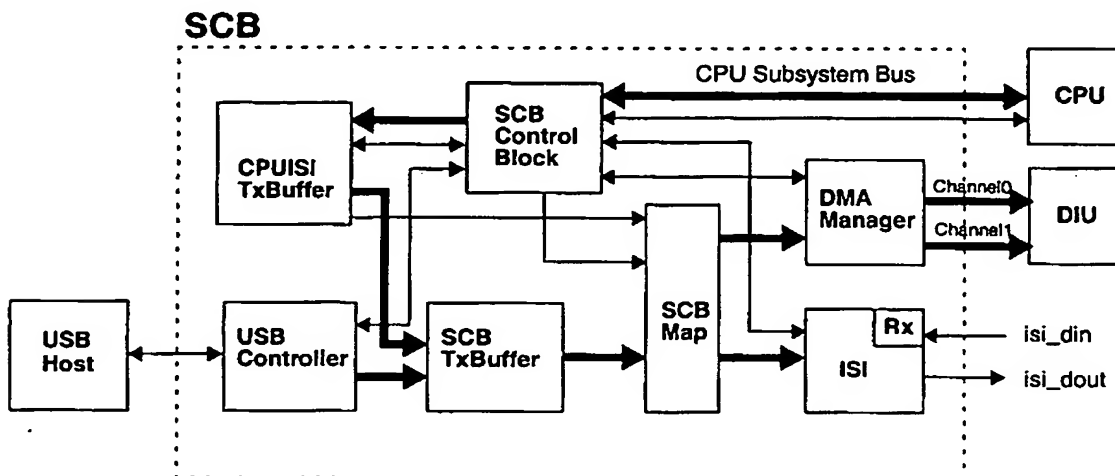 SCB
CPU Subsystem Bus
CPU
SCB
Control
Block
CPUISI
TxBuffer
DMA
Manager
Channel0
Channel1
DIU
USB
Host
USB
Controller
SCB
TxBuffer
SCB
Map
Rx
ISI
isi_din
isi_dout